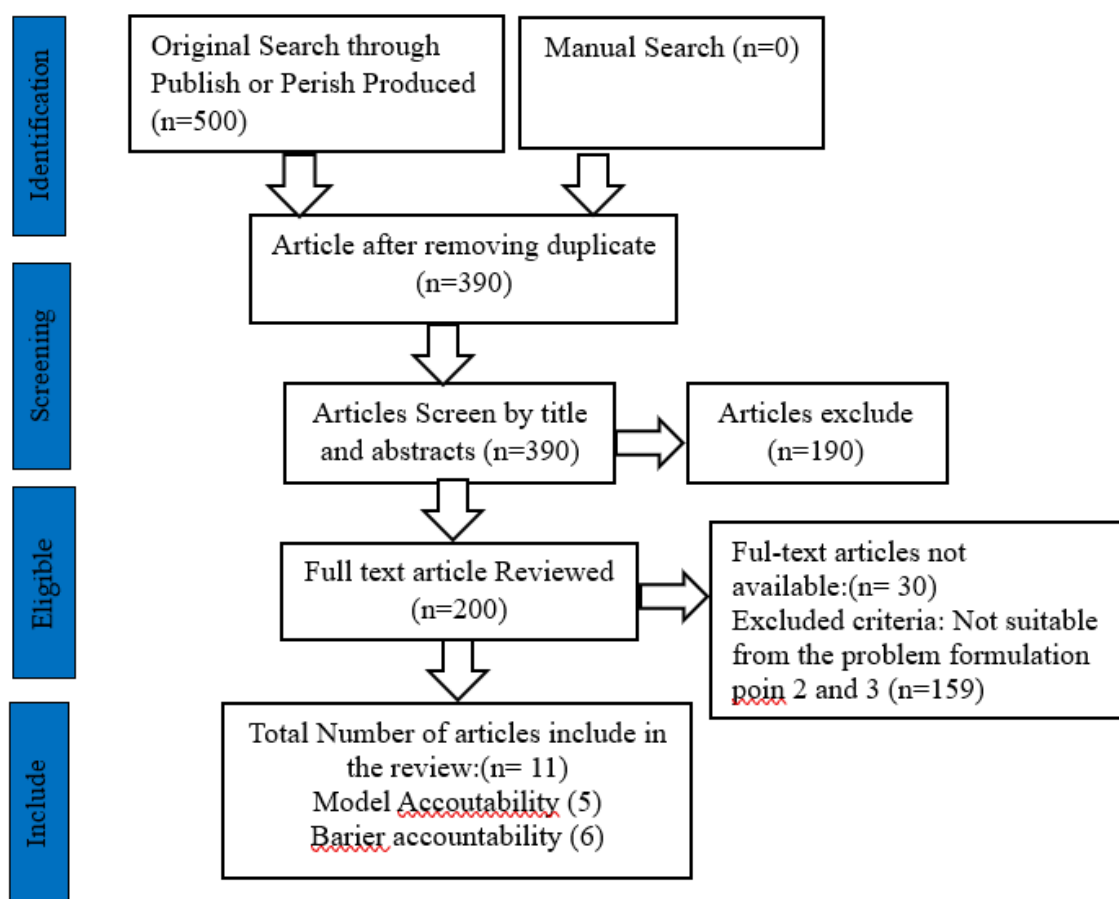 Identification
Original Search through
Publish or Perish Produced
(n=500)
Manual Search (n=0)
Article after removing duplicate
(n=390)
Screening
Articles Screen by title
and abstracts (n=390)
Articles exclude
(n=190)
Eligible
Full text article Reviewed
(n=200)
Ful-text articles not
available:(n= 30)
Excluded criteria: Not suitable
from the problem formulation
poin 2 and 3 (n=159)
Include
Total Number of articles include in
the review:(n= 11)
Model Accoutability (5)
Barier accountability (6)